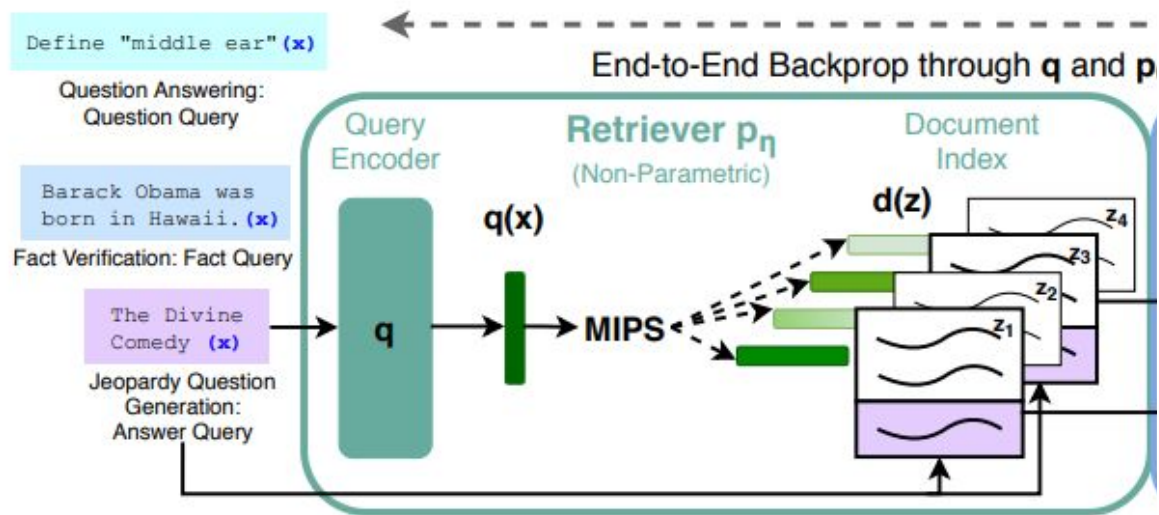 Define "middle ear"(x)
Question Answering:
Question Query
Barack Obama was
born in Hawaii.(x)
Fact Verification: Fact Query
The Divine
Comedy (x)
Jeopardy Question
Generation:
Answer Query
End-to-End Backprop through q and p
Query
Encoder
Retriever pη
(Non-Parametric)
Document
Index
q
q(x)
MIPS
d(z)
z4
z3
z2
z1